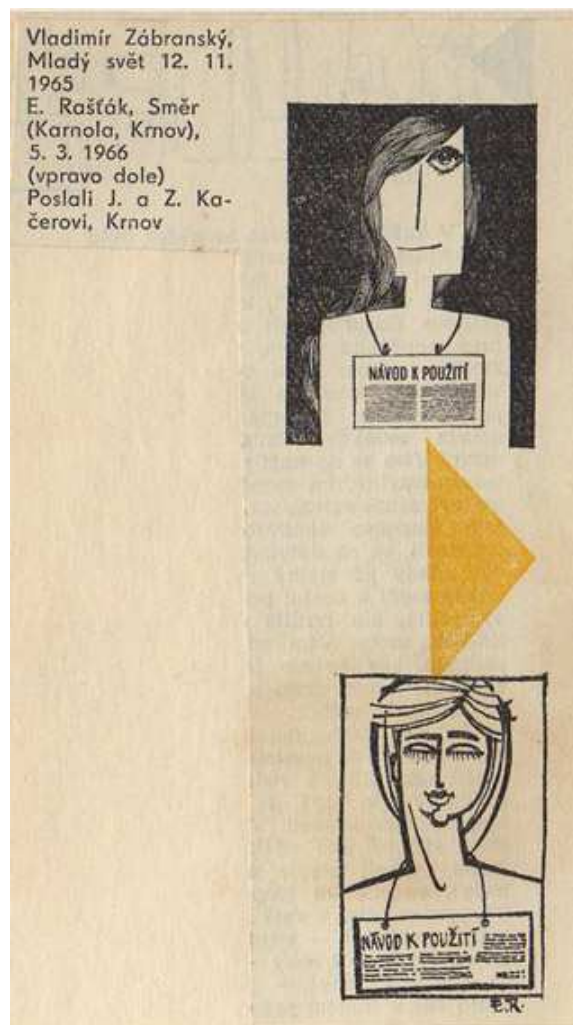 Vladimír Zábranský,
Mladý svět 12. 11.
1965
E. Rašťák, Směr
(Karnola, Krnov),
5. 3. 1966
(vpravo dole)
Poslali J. a Z. Ka-
čerovi, Krnov
NÁVOD K POUŽITÍ
NÁVOD K POUŽITÍ
E.R.